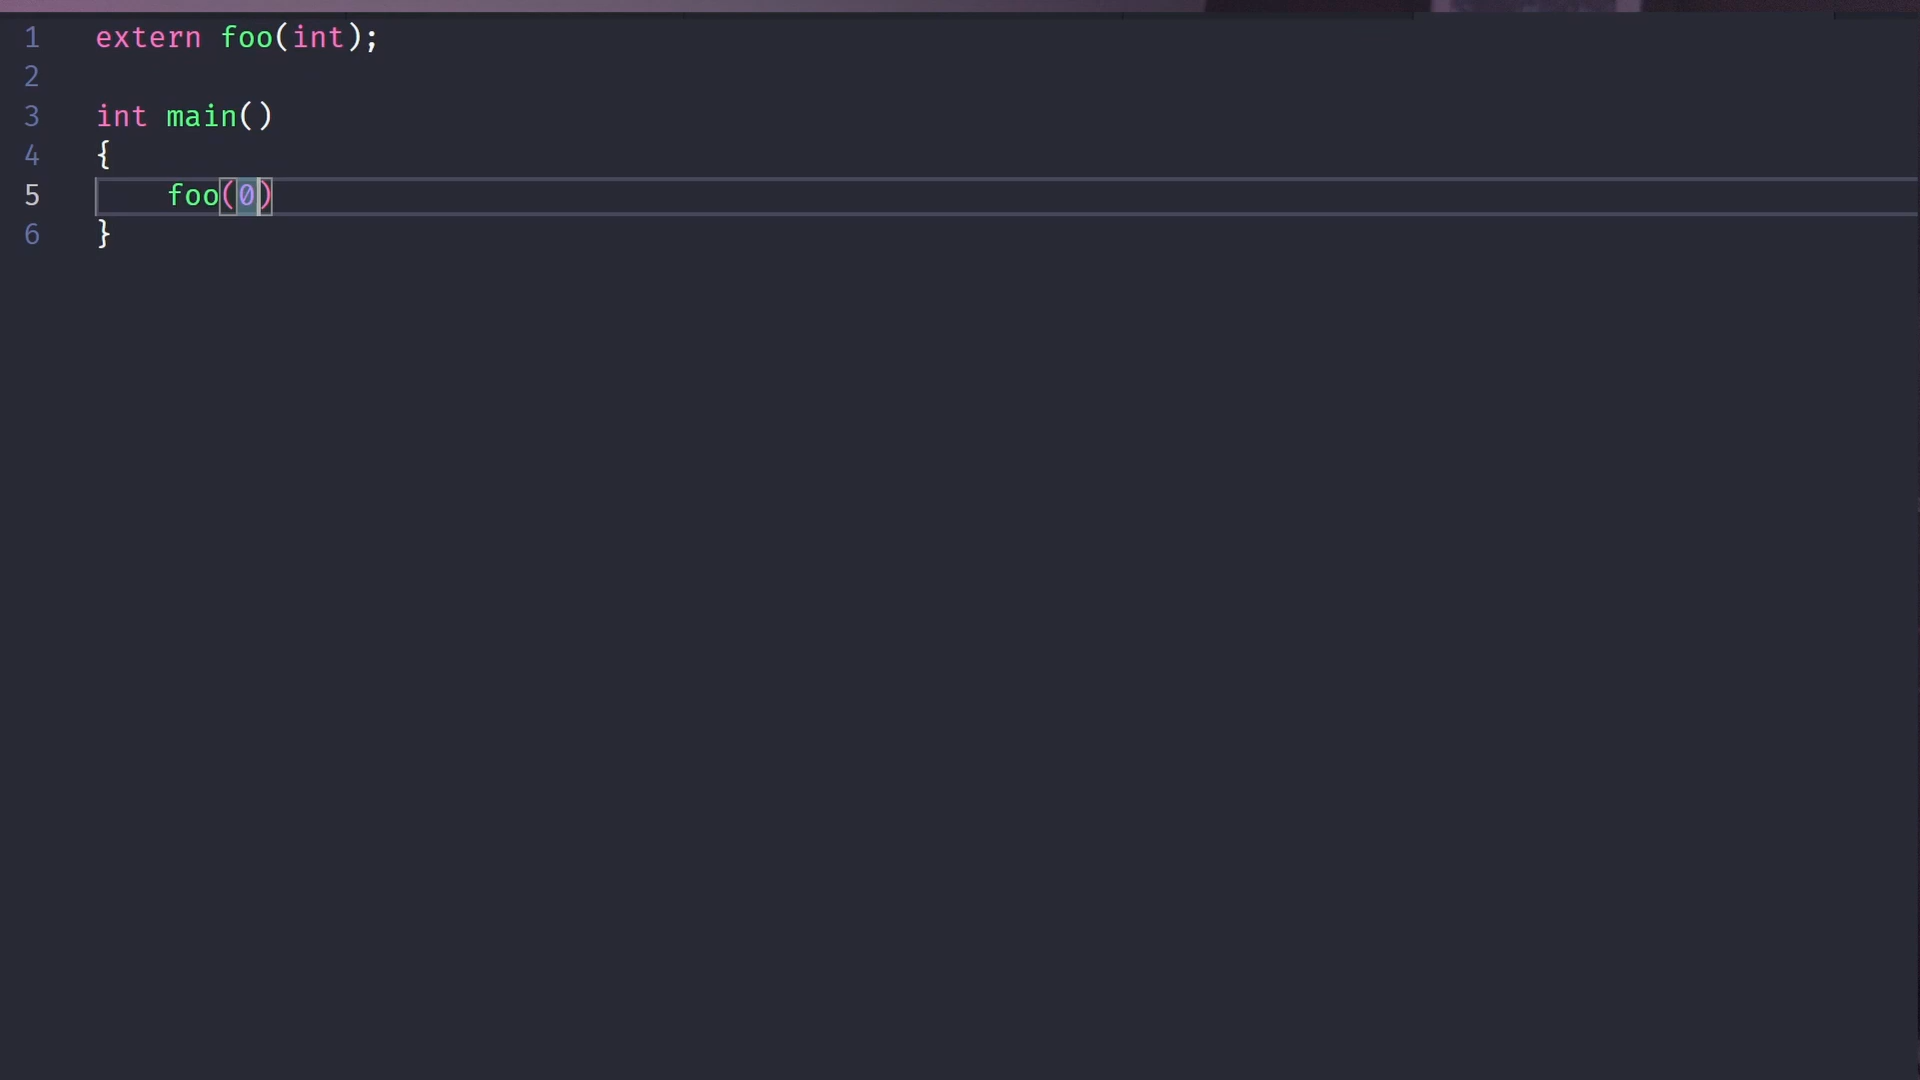 1 extern foo(int);
2
3 int main()
4 {
5 foo(0)
6 }